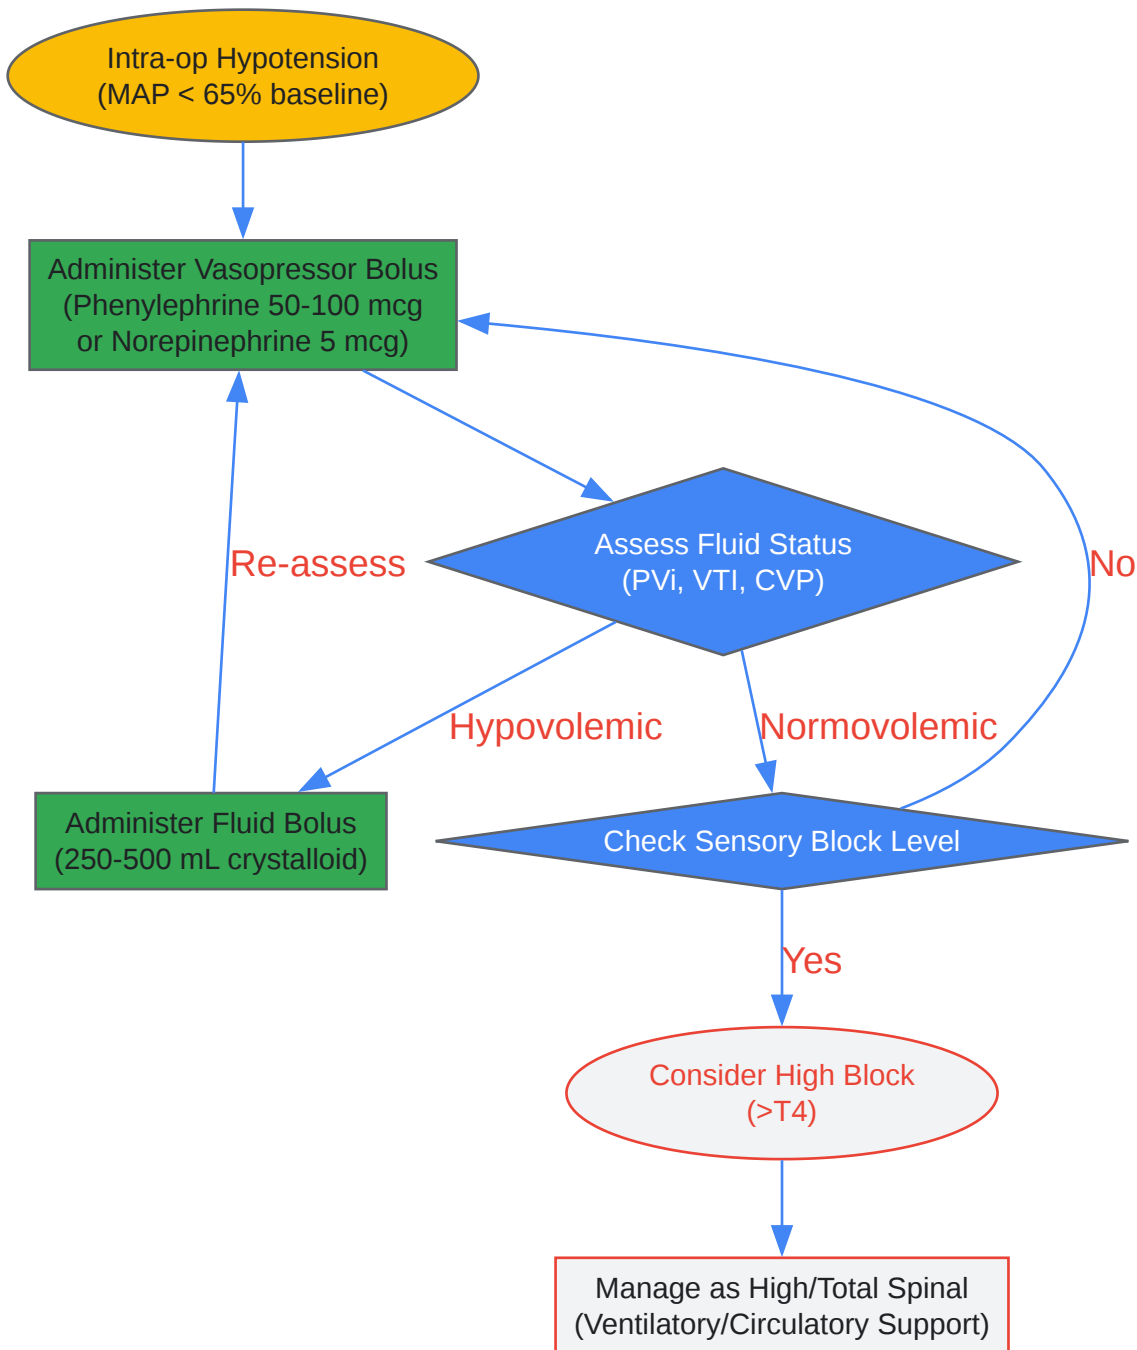 Intra-op Hypotension
(MAP < 65% baseline)
Administer Vasopressor Bolus
(Phenylephrine 50-100 mcg
or Norepinephrine 5 mcg)
Assess Fluid Status
(PVi, VTI, CVP)
Re-assess
No
Hypovolemic
Normovolemic
Administer Fluid Bolus
(250-500 mL crystalloid)
Check Sensory Block Level
Yes
Consider High Block
(>T4)
Manage as High/Total Spinal
(Ventilatory/Circulatory Support)